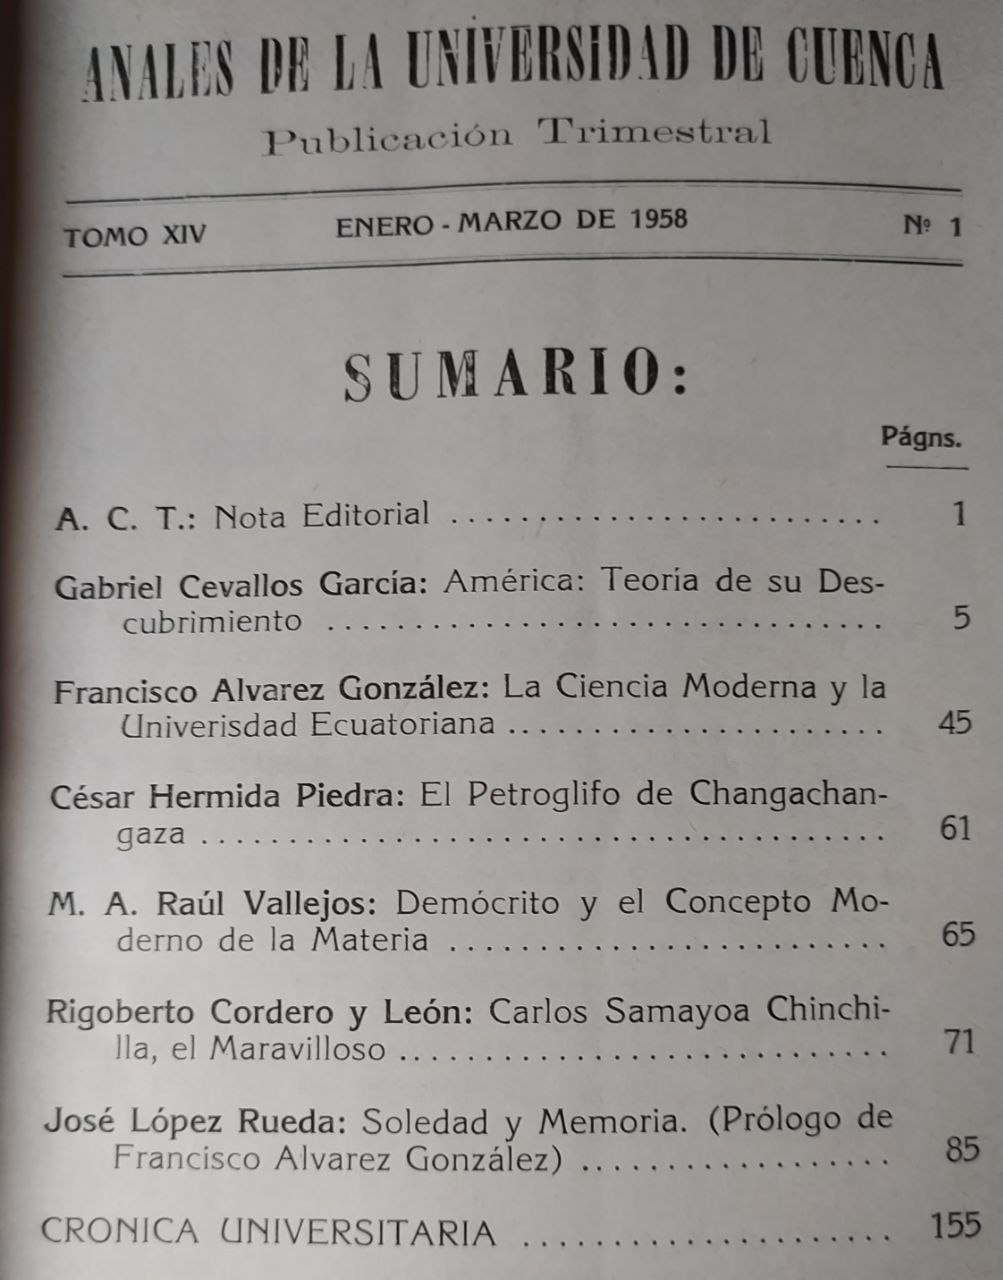 ANALES DE LA UNIVERSIDAD DE CUENCA
Publicación Trimestral
TOMO XIV ENERO - MARZO DE 1958 Nº 1
SUMARIO:
Págns.
A. C. T.: Nota Editorial ......................... 1
Gabriel Cevallos García: América: Teoría de su Des-
cubrimiento ................................. 5
Francisco Alvarez González: La Ciencia Moderna y la
Univerisdad Ecuatoriana ...................... 45
César Hermida Piedra: El Petroglifo de Changachan-
gaza ........................................ 61
M. A. Raúl Vallejos: Demócrito y el Concepto Mo-
derno de la Materia .......................... 65
Rigoberto Cordero y León: Carlos Samayoa Chinchi-
lla, el Maravilloso ............................. 71
José López Rueda: Soledad y Memoria. (Prólogo de
Francisco Alvarez González) ................... 85
CRONICA UNIVERSITARIA ...................... 155